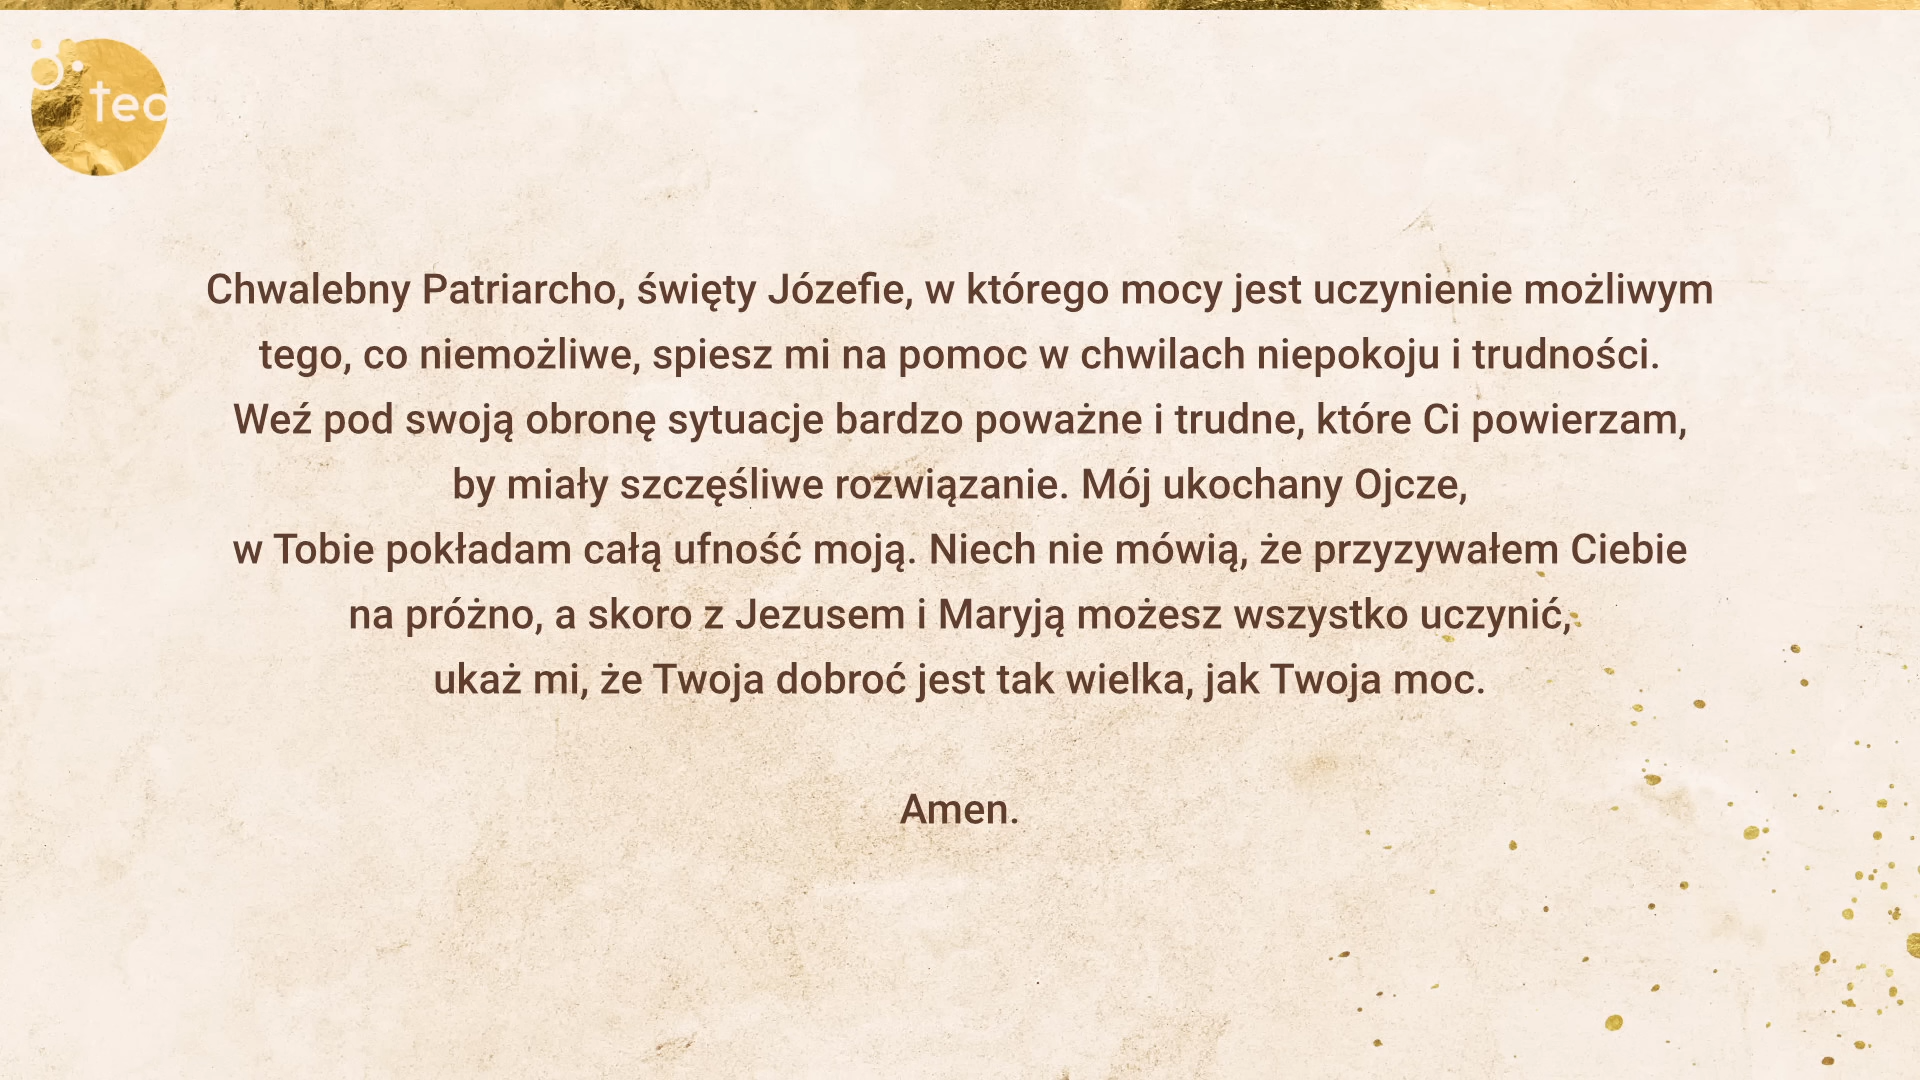 Chwalebny Patriarcho, święty Józefie, w którego mocy jest uczynienie możliwym
tego, co niemożliwe, spiesz mi na pomoc w chwilach niepokoju i trudności.
Weź pod swoją obronę sytuacje bardzo poważne i trudne, które Ci powierzam,
by miały szczęśliwe rozwiązanie. Mój ukochany Ojcze,
w Tobie pokładam całą ufność moją. Niech nie mówią, że przyzywałem Ciebie
na próżno, a skoro z Jezusem i Maryją możesz wszystko uczynić,
ukaż mi, że Twoja dobroć jest tak wielka, jak Twoja moc.
Amen.